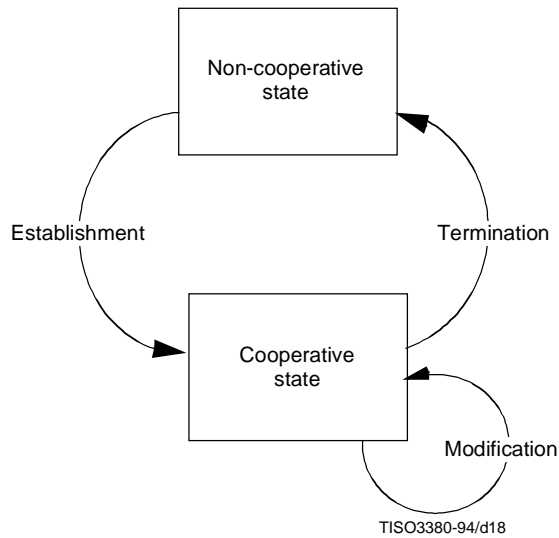 Non-cooperative
state
Establishment
Termination
Cooperative
state
Modification
TISO3380-94/d18